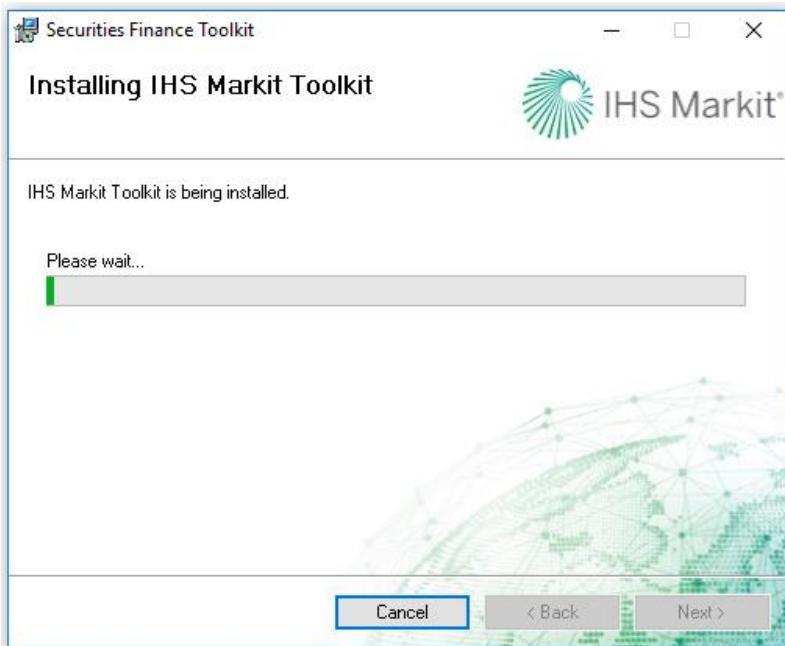 Securities Finance Toolkit
Installing IHS Markit Toolkit
IHS Markit®
IHS Markit Toolkit is being installed.
Please wait...
Cancel
< Back
Next >